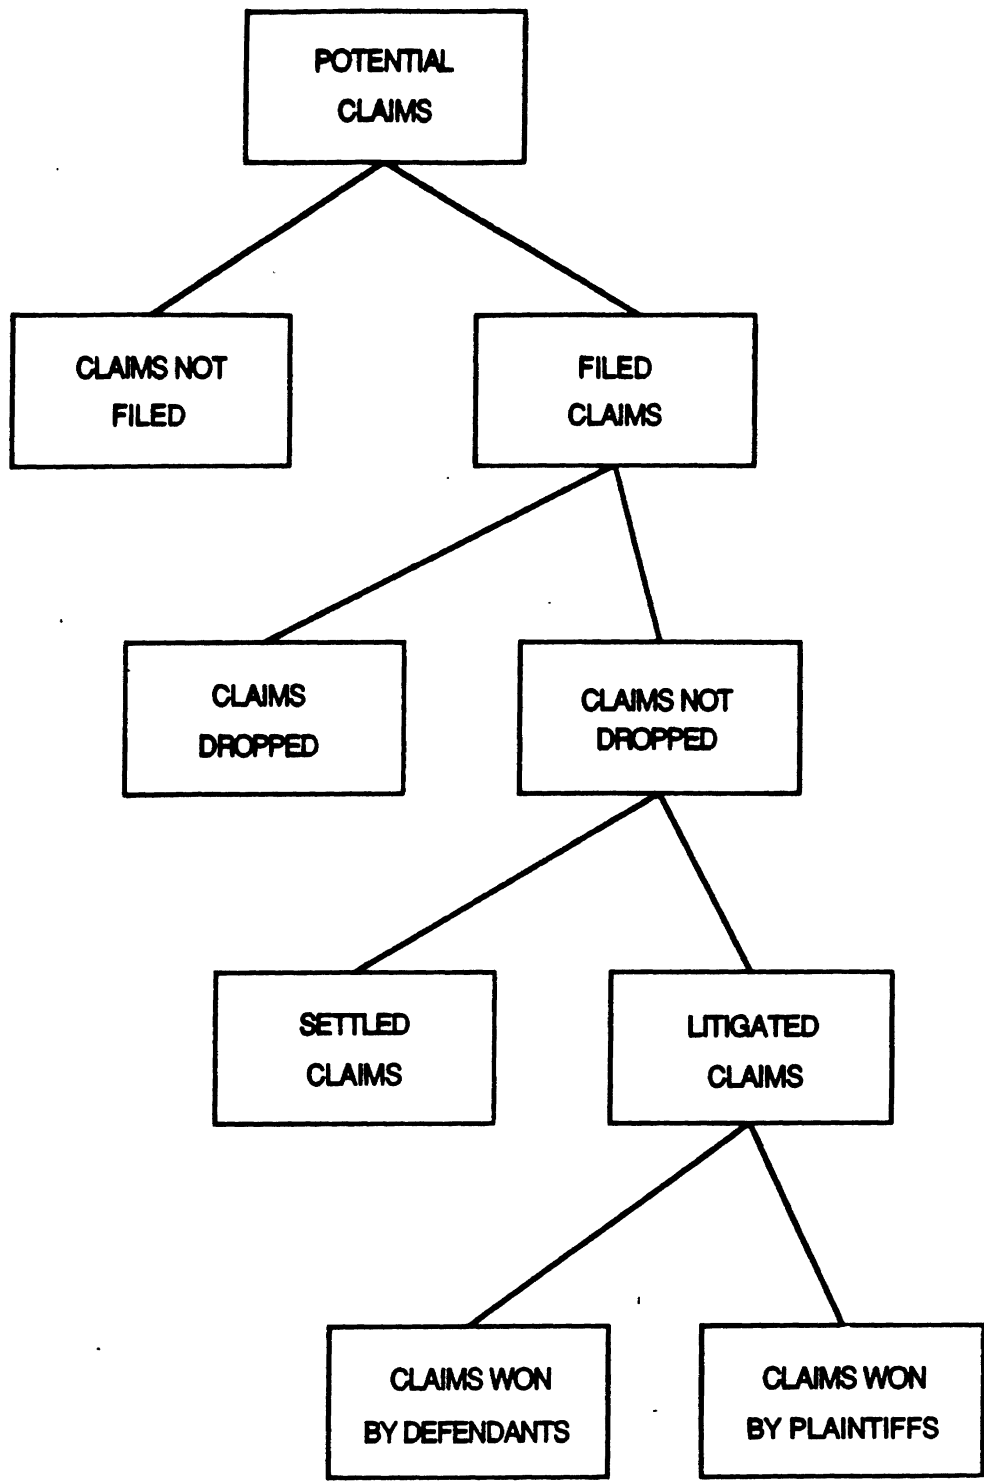 POTENTIAL
CLAIMS
CLAIMS NOT
FILED
FILED
CLAIMS
CLAIMS
DROPPED
CLAIMS NOT
DROPPED
SETTLED
CLAIMS
LITIGATED
CLAIMS
CLAIMS WON
BY DEFENDANTS
CLAIMS WON
BY PLAINTIFFS